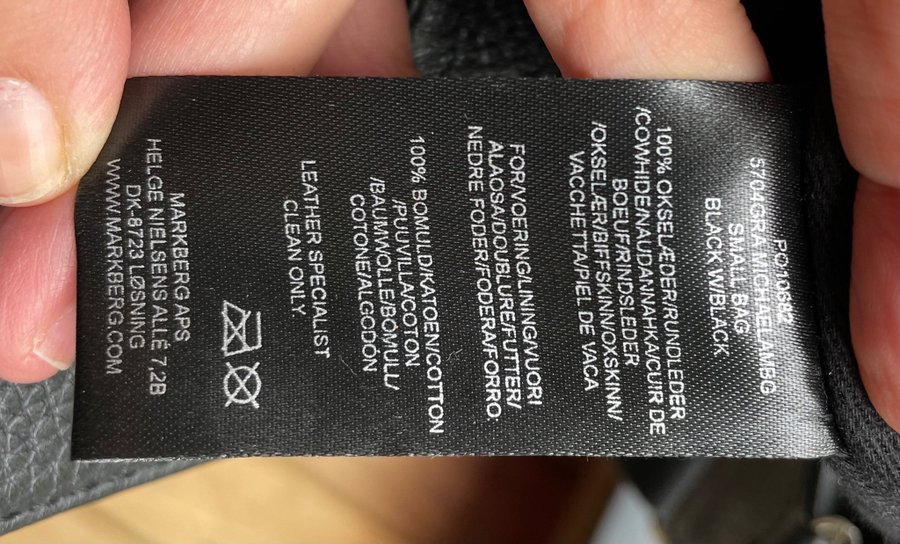 PO110682
5704GRA MICHAELAMBG
SMALL BAG
BLACK W/BLACK
100% OKSELÆDER/RUNDLEDER
/COWHIDE/NAUDANNAHKA/CUIR DE
BOEUF/RINDSLEDER
/OKSELÆR/BIFFSKINN/OXSKINN/
VACCHETTA/PIEL DE VACA
FOR/VOERING/LINING/VUORI
ALAOSA/DOUBLURE/FUTTER/
NEDRE FODER/FODERA/FORRO:
100% BOMULD/KATOEN/COTTON
/PUUVILLA/COTON
/BAUMWOLLE/BOMULL/
COTONE/ALGODÓN
LEATHER SPECIALIST
CLEAN ONLY
MARKBERG APS
HELGE NIELSENS ALLÉ 7,2B
DK-8723 LØSNING
WWW.MARKBERG.COM